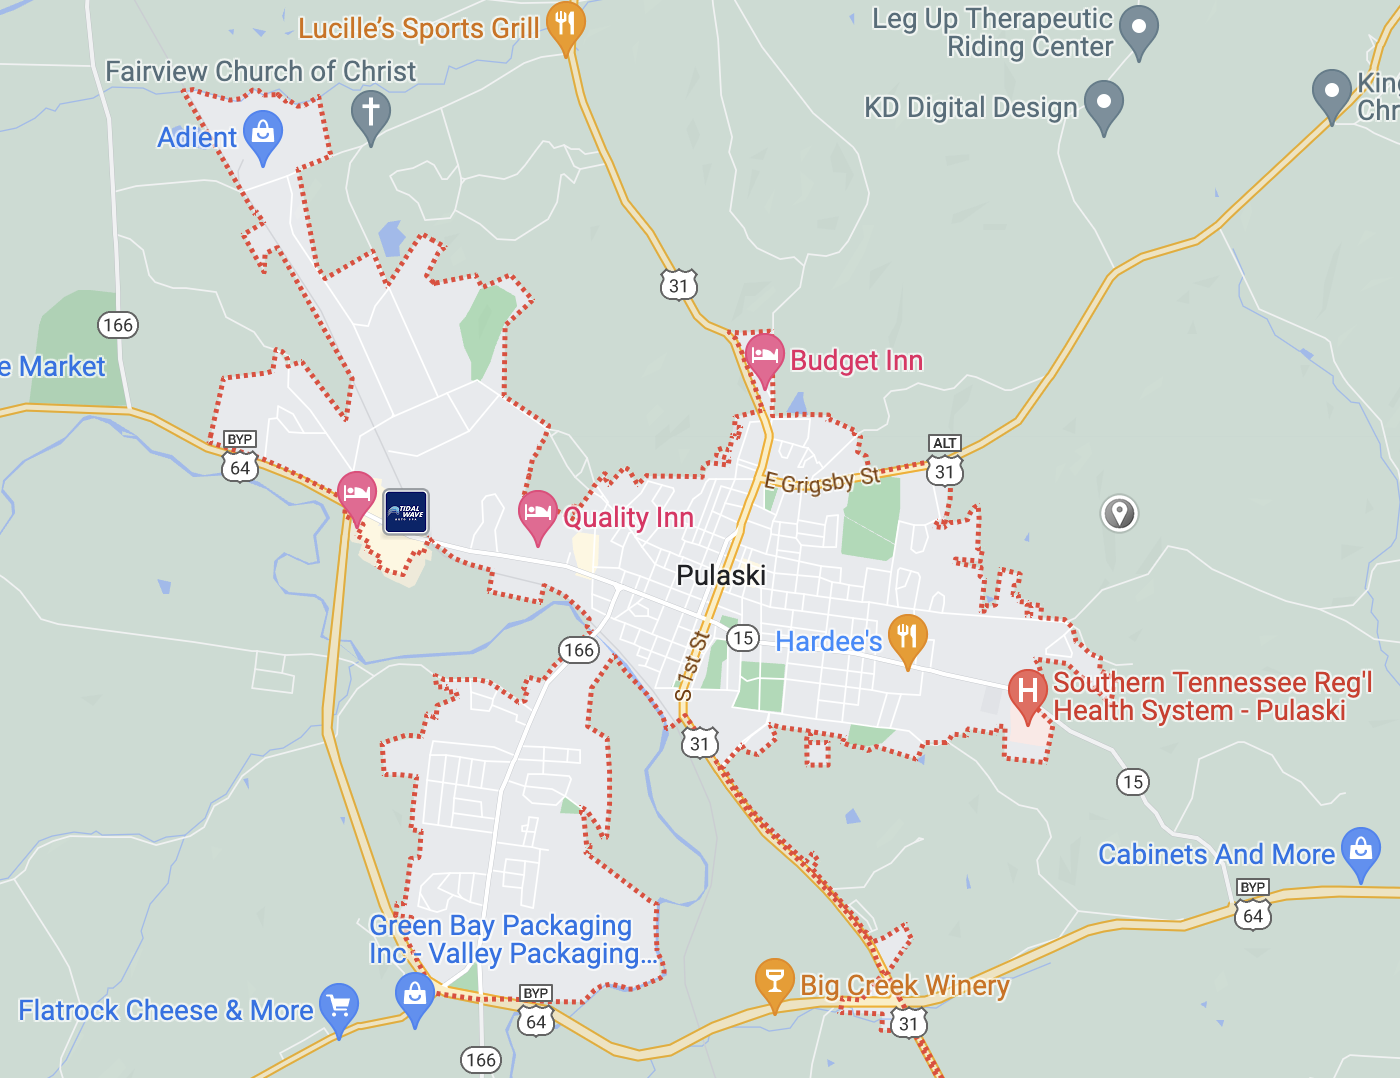 Lucille's Sports Grill
Leg Up Therapeutic
Riding Center
Fairview Church of Christ
KD Digital Design
King
Chr
Adient
31
166
e Market
Budget Inn
BYP
64
ALT
31
E Grigsby St
TIDAL
WAVE
AUTO SPA
Quality Inn
Pulaski
15
Hardee's
166
S 1st St
H
Southern Tennessee Reg'l
Health System - Pulaski
31
15
Cabinets And More
BYP
64
Green Bay Packaging
Inc - Valley Packaging...
Big Creek Winery
Flatrock Cheese & More
BYP
64
31
166